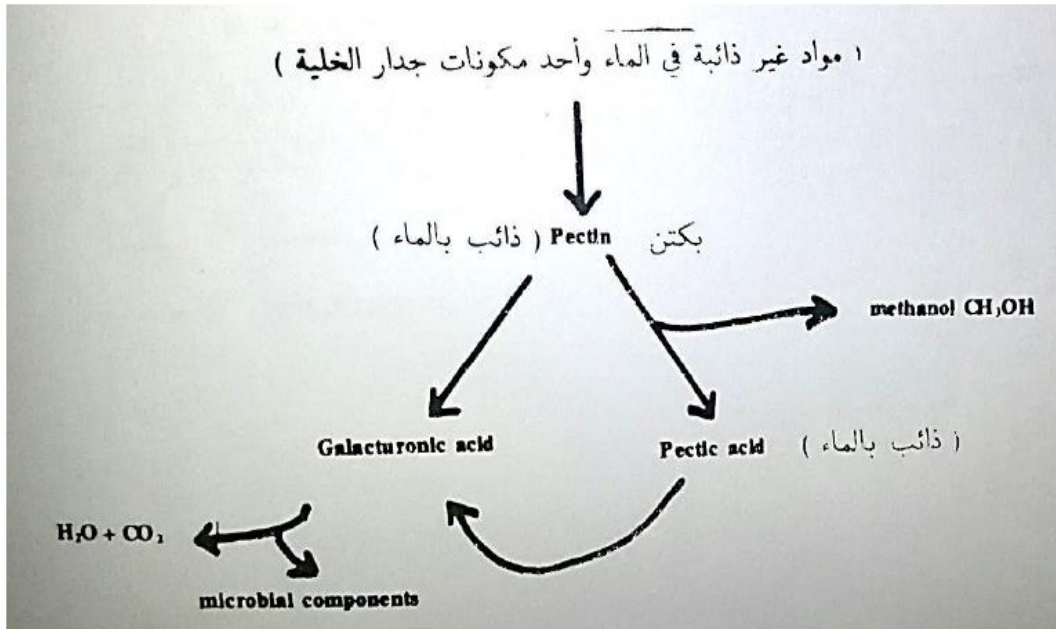 ( مواد غير ذائبة في الماء وأحد مكونات جدار الخلية )
بكتن Pectin ( ذائب بالماء )
methanol CH₃OH
Galacturonic acid
Pectic acid ( ذائب بالماء )
H₂O + CO₂
microbial components